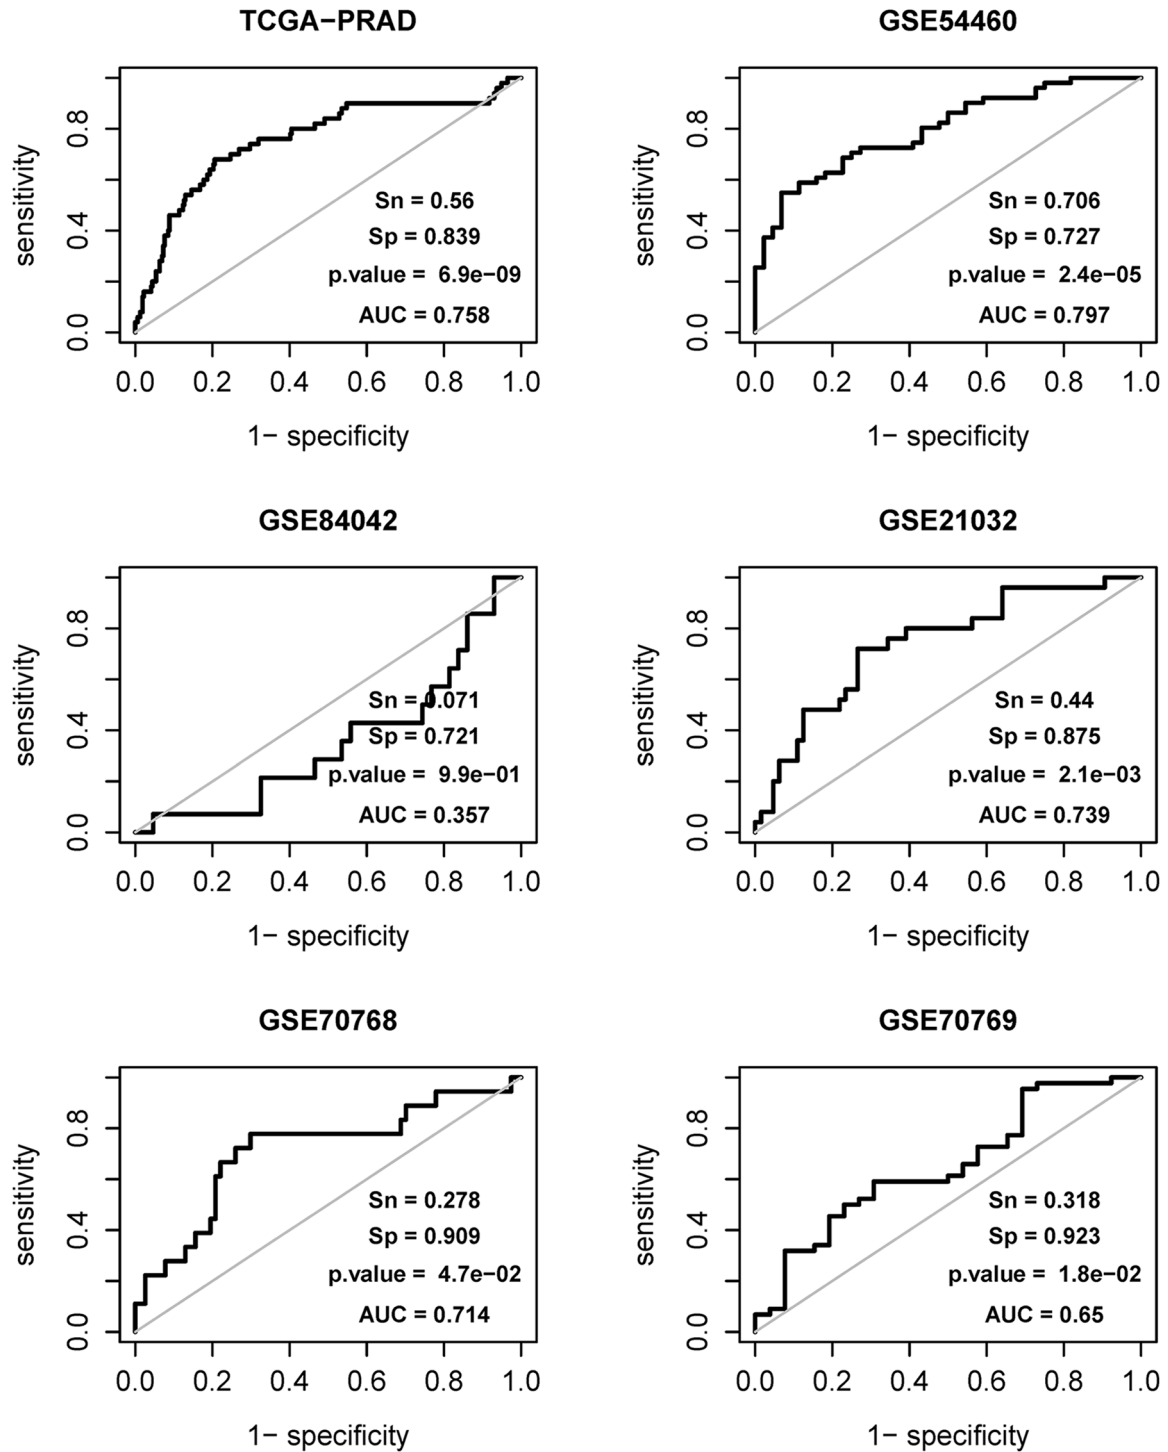 TCGA−PRAD
sensitivity
0.0 0.4 0.8
Sn = 0.56
Sp = 0.839
p.value = 6.9e−09
AUC = 0.758
0.0 0.2 0.4 0.6 0.8 1.0
1− specificity
GSE54460
sensitivity
0.0 0.4 0.8
Sn = 0.706
Sp = 0.727
p.value = 2.4e−05
AUC = 0.797
0.0 0.2 0.4 0.6 0.8 1.0
1− specificity
GSE84042
sensitivity
0.0 0.4 0.8
Sn = 0.071
Sp = 0.721
p.value = 9.9e−01
AUC = 0.357
0.0 0.2 0.4 0.6 0.8 1.0
1− specificity
GSE21032
sensitivity
0.0 0.4 0.8
Sn = 0.44
Sp = 0.875
p.value = 2.1e−03
AUC = 0.739
0.0 0.2 0.4 0.6 0.8 1.0
1− specificity
GSE70768
sensitivity
0.0 0.4 0.8
Sn = 0.278
Sp = 0.909
p.value = 4.7e−02
AUC = 0.714
0.0 0.2 0.4 0.6 0.8 1.0
1− specificity
GSE70769
sensitivity
0.0 0.4 0.8
Sn = 0.318
Sp = 0.923
p.value = 1.8e−02
AUC = 0.65
0.0 0.2 0.4 0.6 0.8 1.0
1− specificity